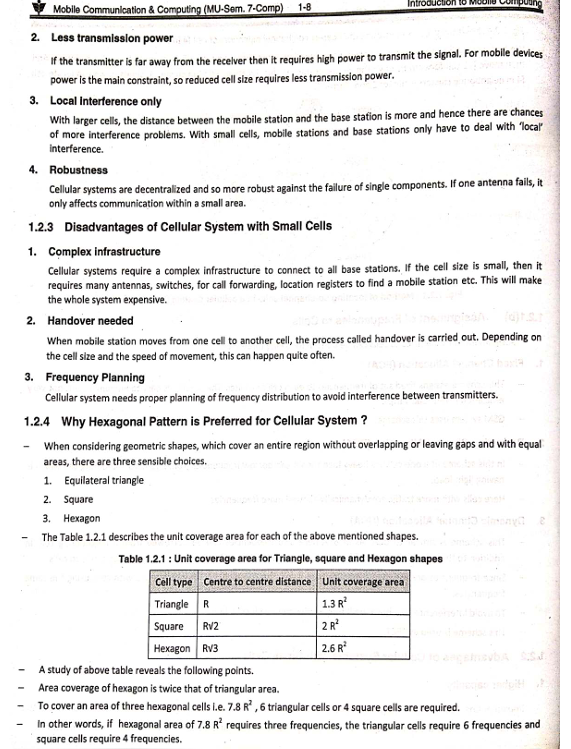 Mobile Communication & Computing (MU-Sem. 7-Comp) 1-8 Introduction to Mobile Computing
2. Less transmission power
If the transmitter is far away from the receiver then it requires high power to transmit the signal. For mobile devices
power is the main constraint, so reduced cell size requires less transmission power.
3. Local Interference only
With larger cells, the distance between the mobile station and the base station is more and hence there are chances
of more interference problems. With small cells, mobile stations and base stations only have to deal with 'local'
interference.
4. Robustness
Cellular systems are decentralized and so more robust against the failure of single components. If one antenna fails, it
only affects communication within a small area.
1.2.3 Disadvantages of Cellular System with Small Cells
1. Complex infrastructure
Cellular systems require a complex infrastructure to connect to all base stations. If the cell size is small, then it
requires many antennas, switches, for call forwarding, location registers to find a mobile station etc. This will make
the whole system expensive.
2. Handover needed
When mobile station moves from one cell to another cell, the process called handover is carried out. Depending on
the cell size and the speed of movement, this can happen quite often.
3. Frequency Planning
Cellular system needs proper planning of frequency distribution to avoid interference between transmitters.
1.2.4 Why Hexagonal Pattern is Preferred for Cellular System ?
– When considering geometric shapes, which cover an entire region without overlapping or leaving gaps and with equal
areas, there are three sensible choices.
1. Equilateral triangle
2. Square
3. Hexagon
– The Table 1.2.1 describes the unit coverage area for each of the above mentioned shapes.
Table 1.2.1 : Unit coverage area for Triangle, square and Hexagon shapes
Cell type Centre to centre distance Unit coverage area
Triangle R 1.3 R²
Square R√2 2 R²
Hexagon R√3 2.6 R²
– A study of above table reveals the following points.
– Area coverage of hexagon is twice that of triangular area.
– To cover an area of three hexagonal cells i.e. 7.8 R² , 6 triangular cells or 4 square cells are required.
– In other words, if hexagonal area of 7.8 R² requires three frequencies, the triangular cells require 6 frequencies and
square cells require 4 frequencies.